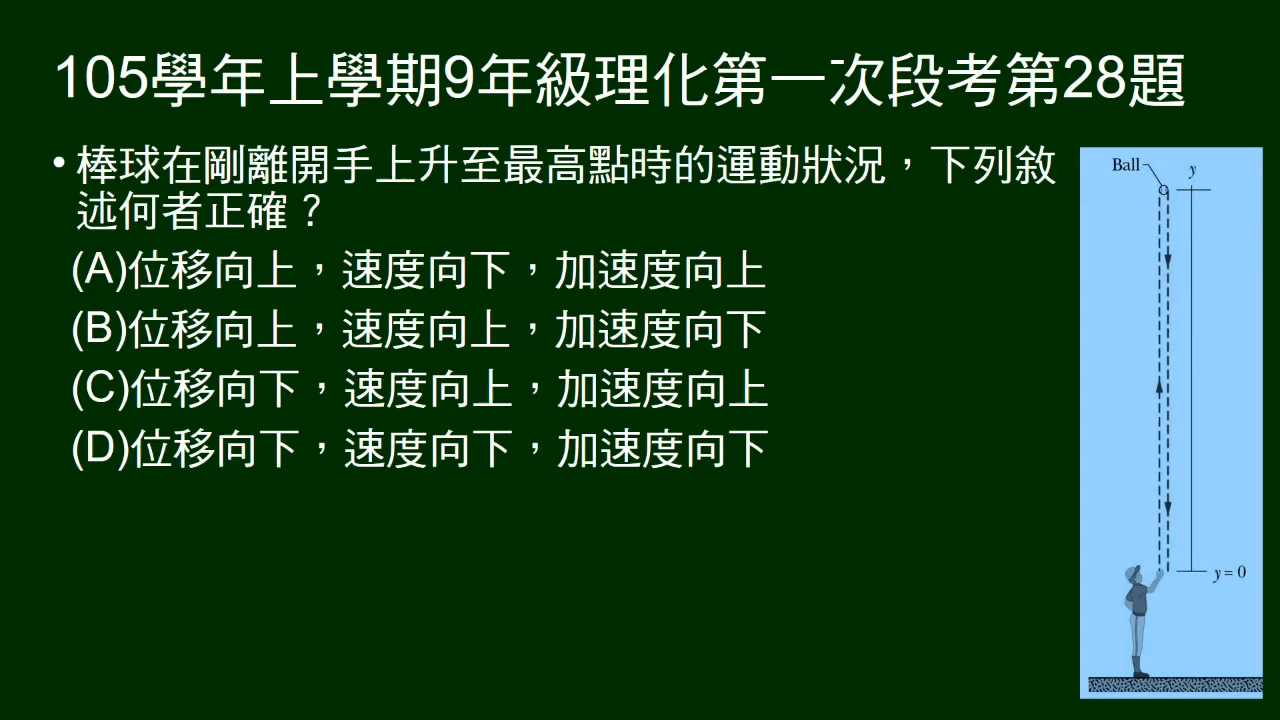 105學年上學期9年級理化第一次段考第28題
• 棒球在剛離開手上升至最高點時的運動狀況，下列敘
述何者正確？
(A)位移向上，速度向下，加速度向上
(B)位移向上，速度向上，加速度向下
(C)位移向下，速度向上，加速度向上
(D)位移向下，速度向下，加速度向下
Ball
y
y = 0